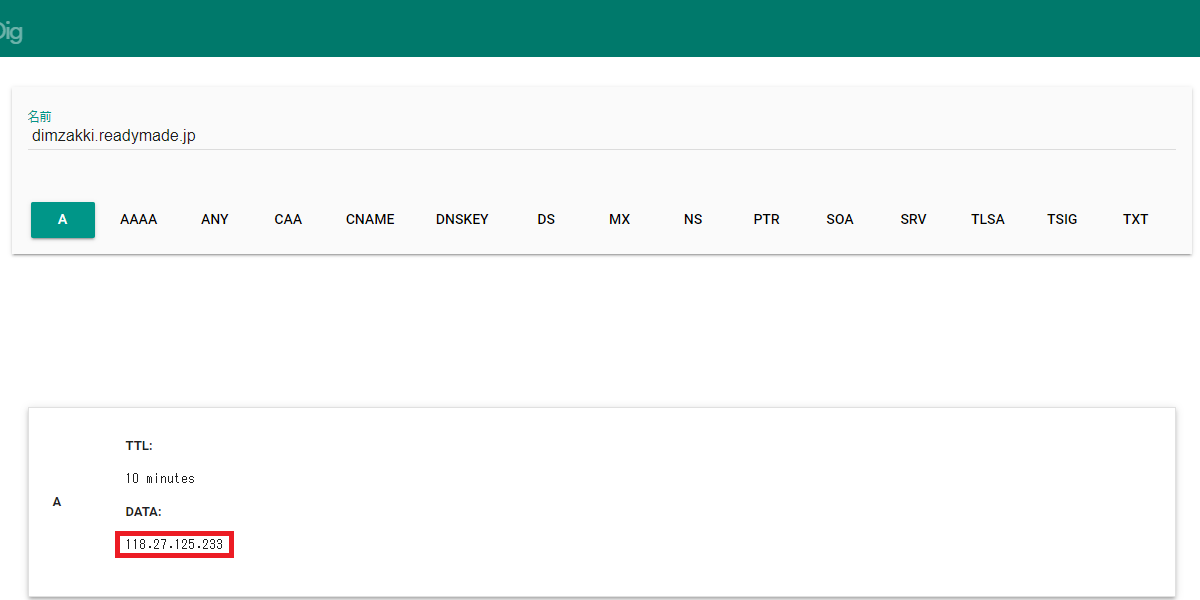 Dig
名前
dimzakki.readymade.jp
A AAAA ANY CAA CNAME DNSKEY DS MX NS PTR SOA SRV TLSA TSIG TXT
TTL:
10 minutes
A
DATA:
118.27.125.233